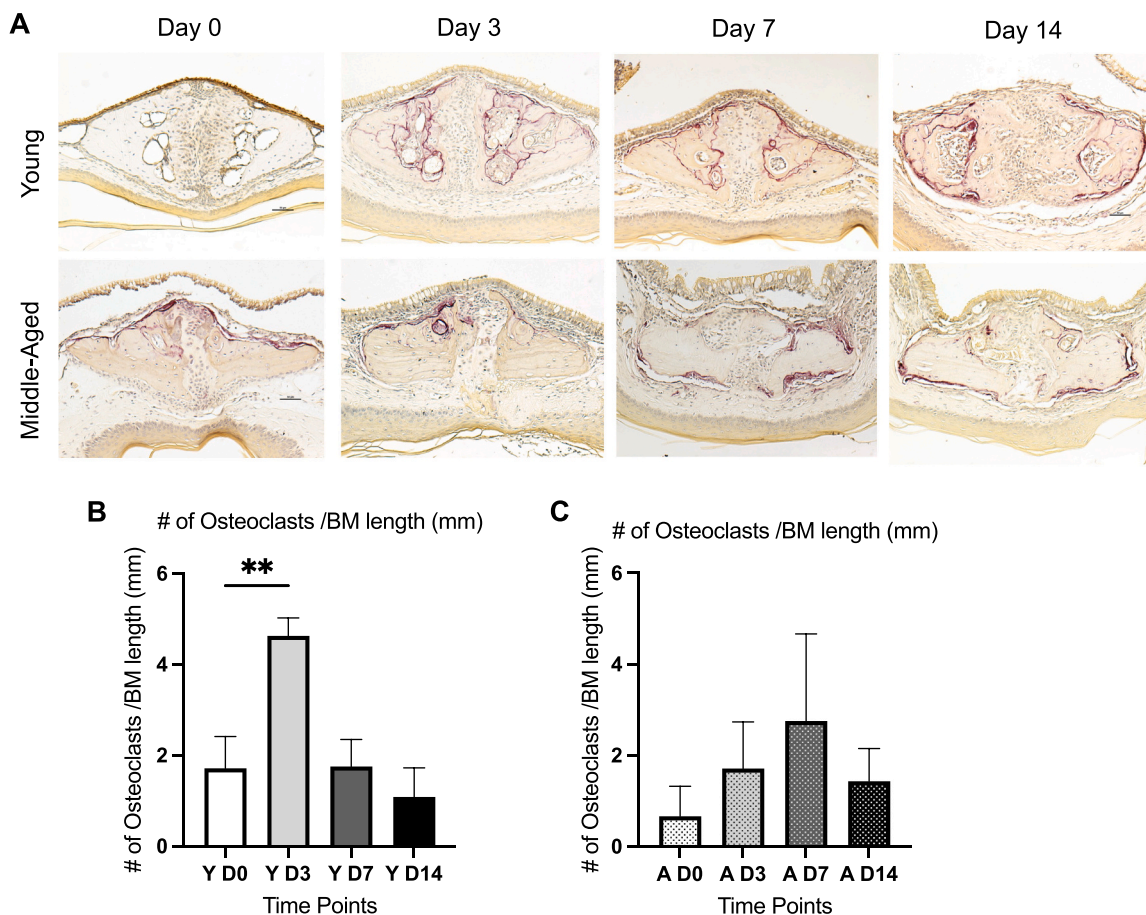 A
Day 0
Day 3
Day 7
Day 14
Young
Middle-Aged
B
# of Osteoclasts /BM length (mm)
# of Osteoclasts /BM length (mm)
6
4
2
0
**
Y D0
Y D3
Y D7
Y D14
Time Points
C
# of Osteoclasts /BM length (mm)
# of Osteoclasts /BM length (mm)
6
4
2
0
A D0
A D3
A D7
A D14
Time Points